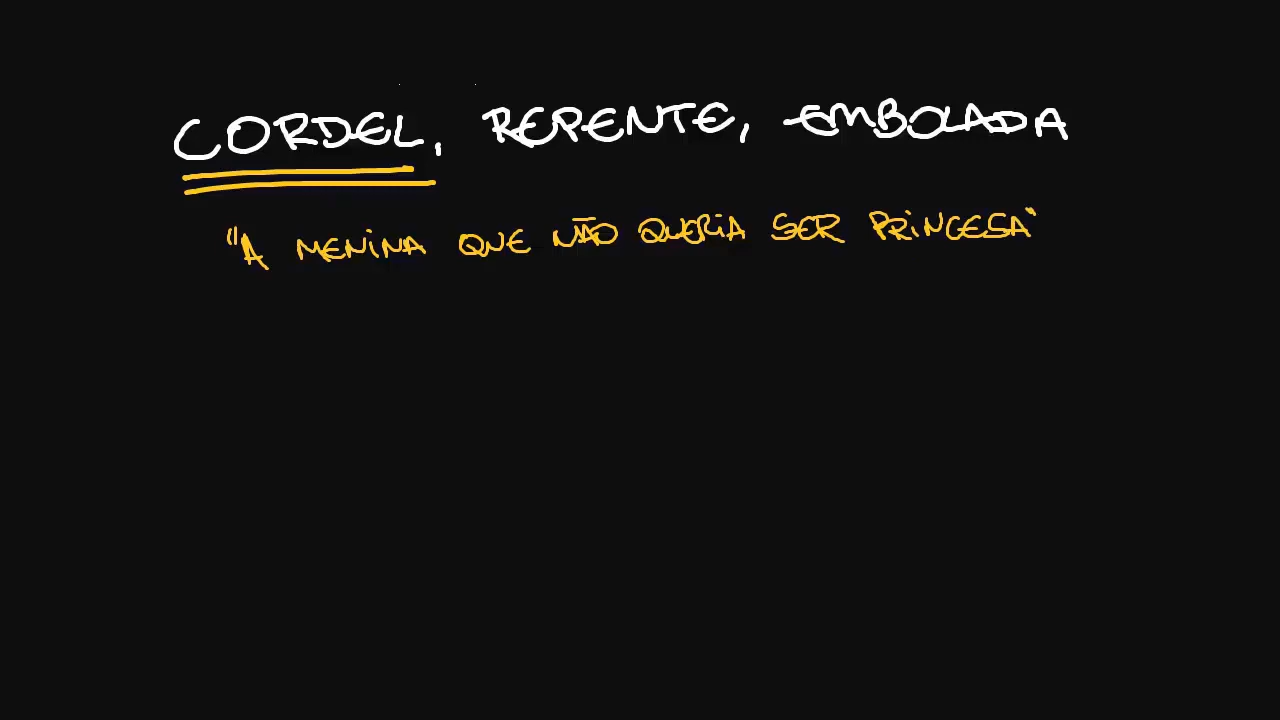 CORDEL, REPENTE, EMBOLADA
"A MENINA QUE NÃO QUERIA SER PRINCESA"